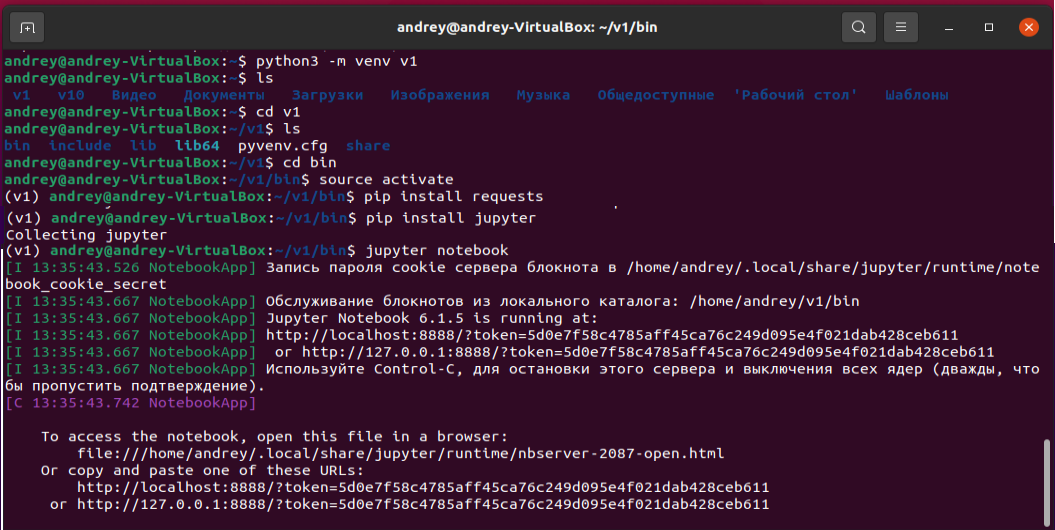 andrey@andrey-VirtualBox: ~/v1/bin
andrey@andrey-VirtualBox:~$ python3 -m venv v1
andrey@andrey-VirtualBox:~$ ls
v1 v10 Видео Документы Загрузки Изображения Музыка Общедоступные 'Рабочий стол' Шаблоны
andrey@andrey-VirtualBox:~$ cd v1
andrey@andrey-VirtualBox:~/v1$ ls
bin include lib lib64 pyvenv.cfg share
andrey@andrey-VirtualBox:~/v1$ cd bin
andrey@andrey-VirtualBox:~/v1/bin$ source activate
(v1) andrey@andrey-VirtualBox:~/v1/bin$ pip install requests
(v1) andrey@andrey-VirtualBox:~/v1/bin$ pip install jupyter
Collecting jupyter
(v1) andrey@andrey-VirtualBox:~/v1/bin$ jupyter notebook
[I 13:35:43.526 NotebookApp] Запись пароля cookie сервера блокнота в /home/andrey/.local/share/jupyter/runtime/note
book_cookie_secret
[I 13:35:43.667 NotebookApp] Обслуживание блокнотов из локального каталога: /home/andrey/v1/bin
[I 13:35:43.667 NotebookApp] Jupyter Notebook 6.1.5 is running at:
[I 13:35:43.667 NotebookApp] http://localhost:8888/?token=5d0e7f58c4785aff45ca76c249d095e4f021dab428ceb611
[I 13:35:43.667 NotebookApp]  or http://127.0.0.1:8888/?token=5d0e7f58c4785aff45ca76c249d095e4f021dab428ceb611
[I 13:35:43.667 NotebookApp] Используйте Control-C, для остановки этого сервера и выключения всех ядер (дважды, что
бы пропустить подтверждение).
[C 13:35:43.742 NotebookApp]
To access the notebook, open this file in a browser:
file:///home/andrey/.local/share/jupyter/runtime/nbserver-2087-open.html
Or copy and paste one of these URLs:
http://localhost:8888/?token=5d0e7f58c4785aff45ca76c249d095e4f021dab428ceb611
or http://127.0.0.1:8888/?token=5d0e7f58c4785aff45ca76c249d095e4f021dab428ceb611